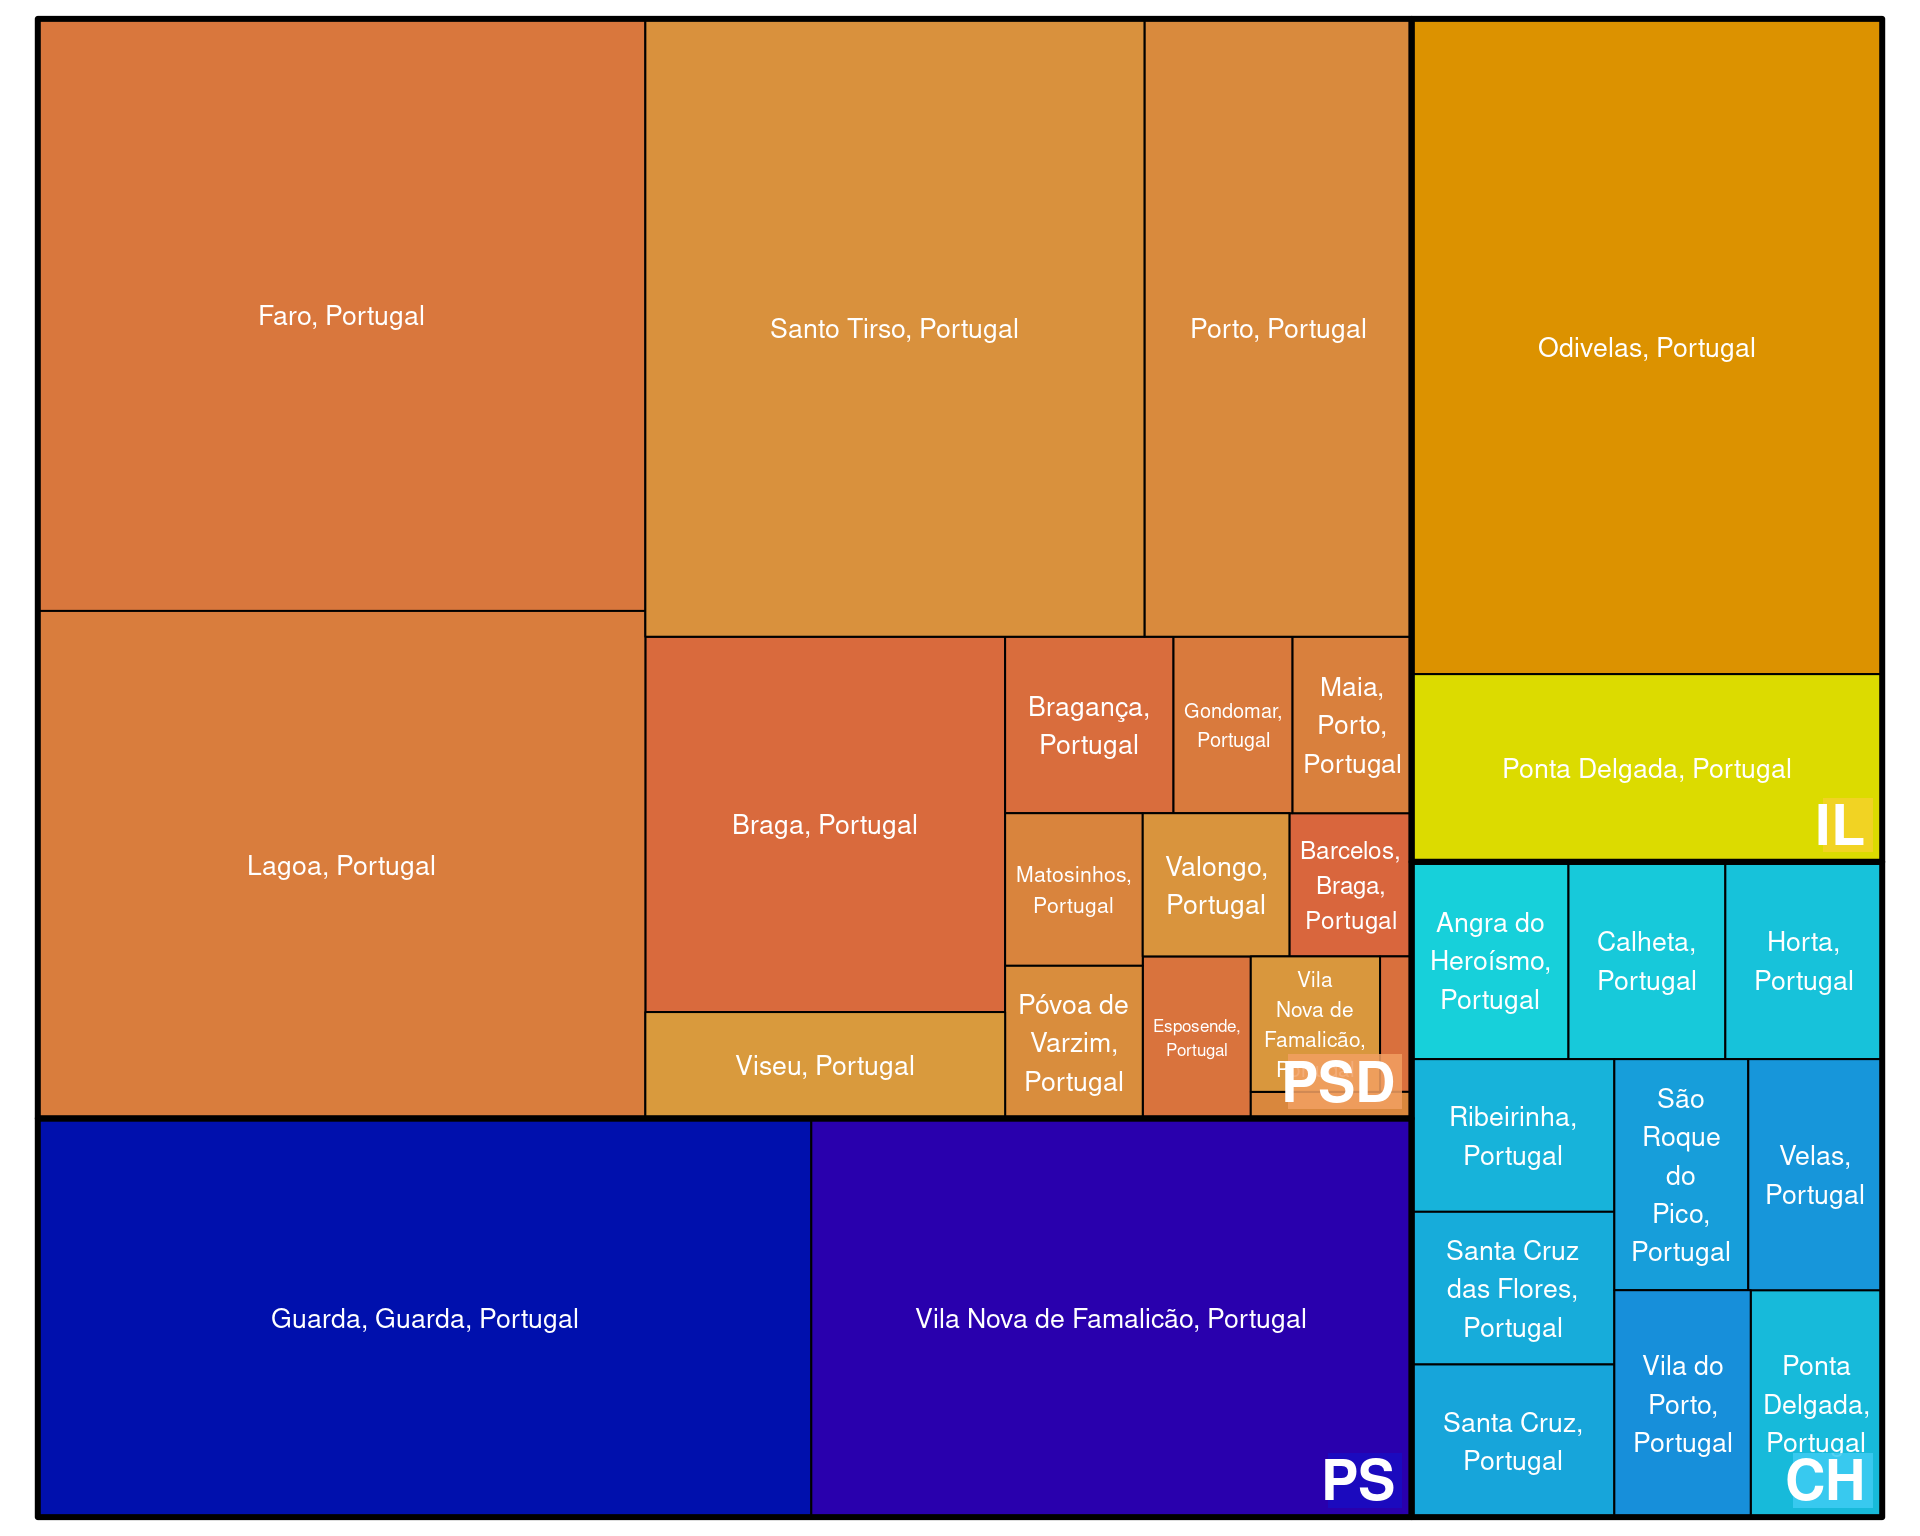 Faro, Portugal
Santo Tirso, Portugal
Porto, Portugal
Odivelas, Portugal
Lagoa, Portugal
Braga, Portugal
Bragança,
Portugal
Gondomar,
Portugal
Maia,
Porto,
Portugal
Ponta Delgada, Portugal
IL
Matosinhos,
Portugal
Valongo,
Portugal
Barcelos,
Braga,
Portugal
Viseu, Portugal
Póvoa de
Varzim,
Portugal
Esposende,
Portugal
Vila
Nova de
Famalicão,
PSD
Angra do
Heroísmo,
Portugal
Calheta,
Portugal
Horta,
Portugal
Ribeirinha,
Portugal
São
Roque
do
Pico,
Portugal
Velas,
Portugal
Santa Cruz
das Flores,
Portugal
Santa Cruz,
Portugal
Vila do
Porto,
Portugal
Ponta
Delgada,
Portugal
CH
Guarda, Guarda, Portugal
Vila Nova de Famalicão, Portugal
PS